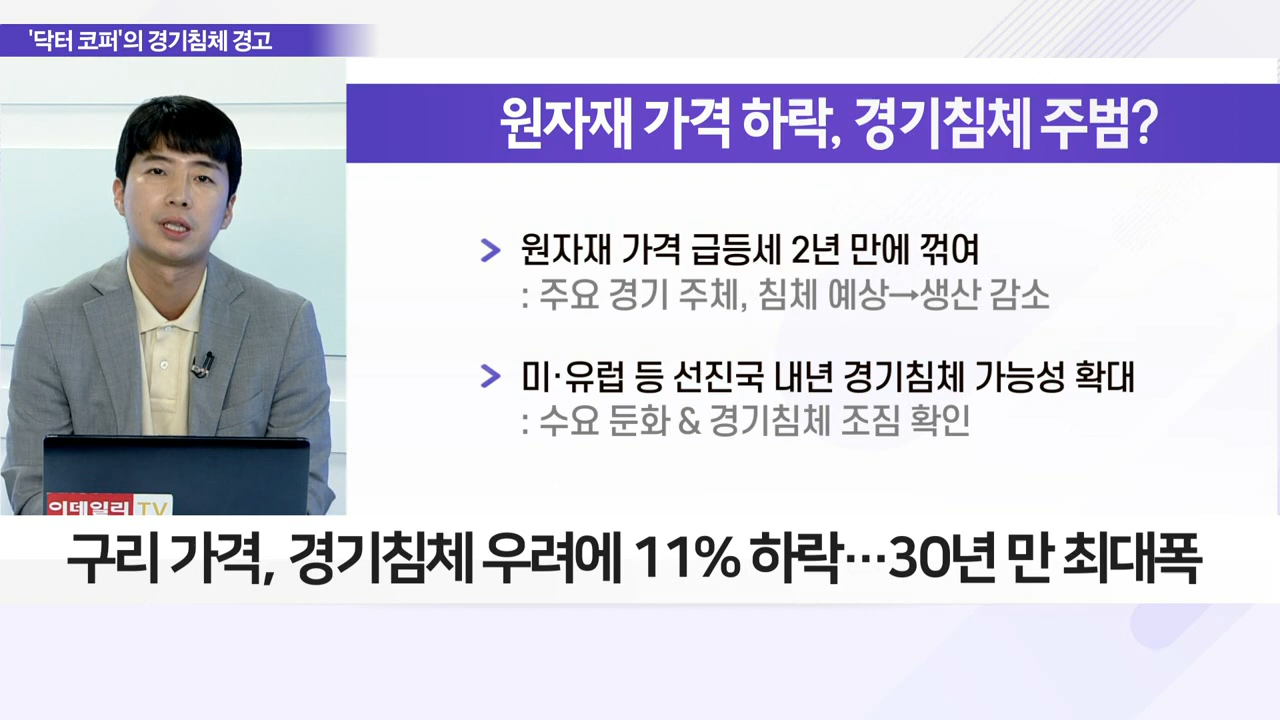 '닥터 코퍼'의 경기침체 경고
원자재 가격 하락, 경기침체 주범?
> 원자재 가격 급등세 2년 만에 꺾여
: 주요 경기 주체, 침체 예상→생산 감소
> 미·유럽 등 선진국 내년 경기침체 가능성 확대
: 수요 둔화 & 경기침체 조짐 확인
이데일리 TV
구리 가격, 경기침체 우려에 11% 하락…30년 만 최대폭